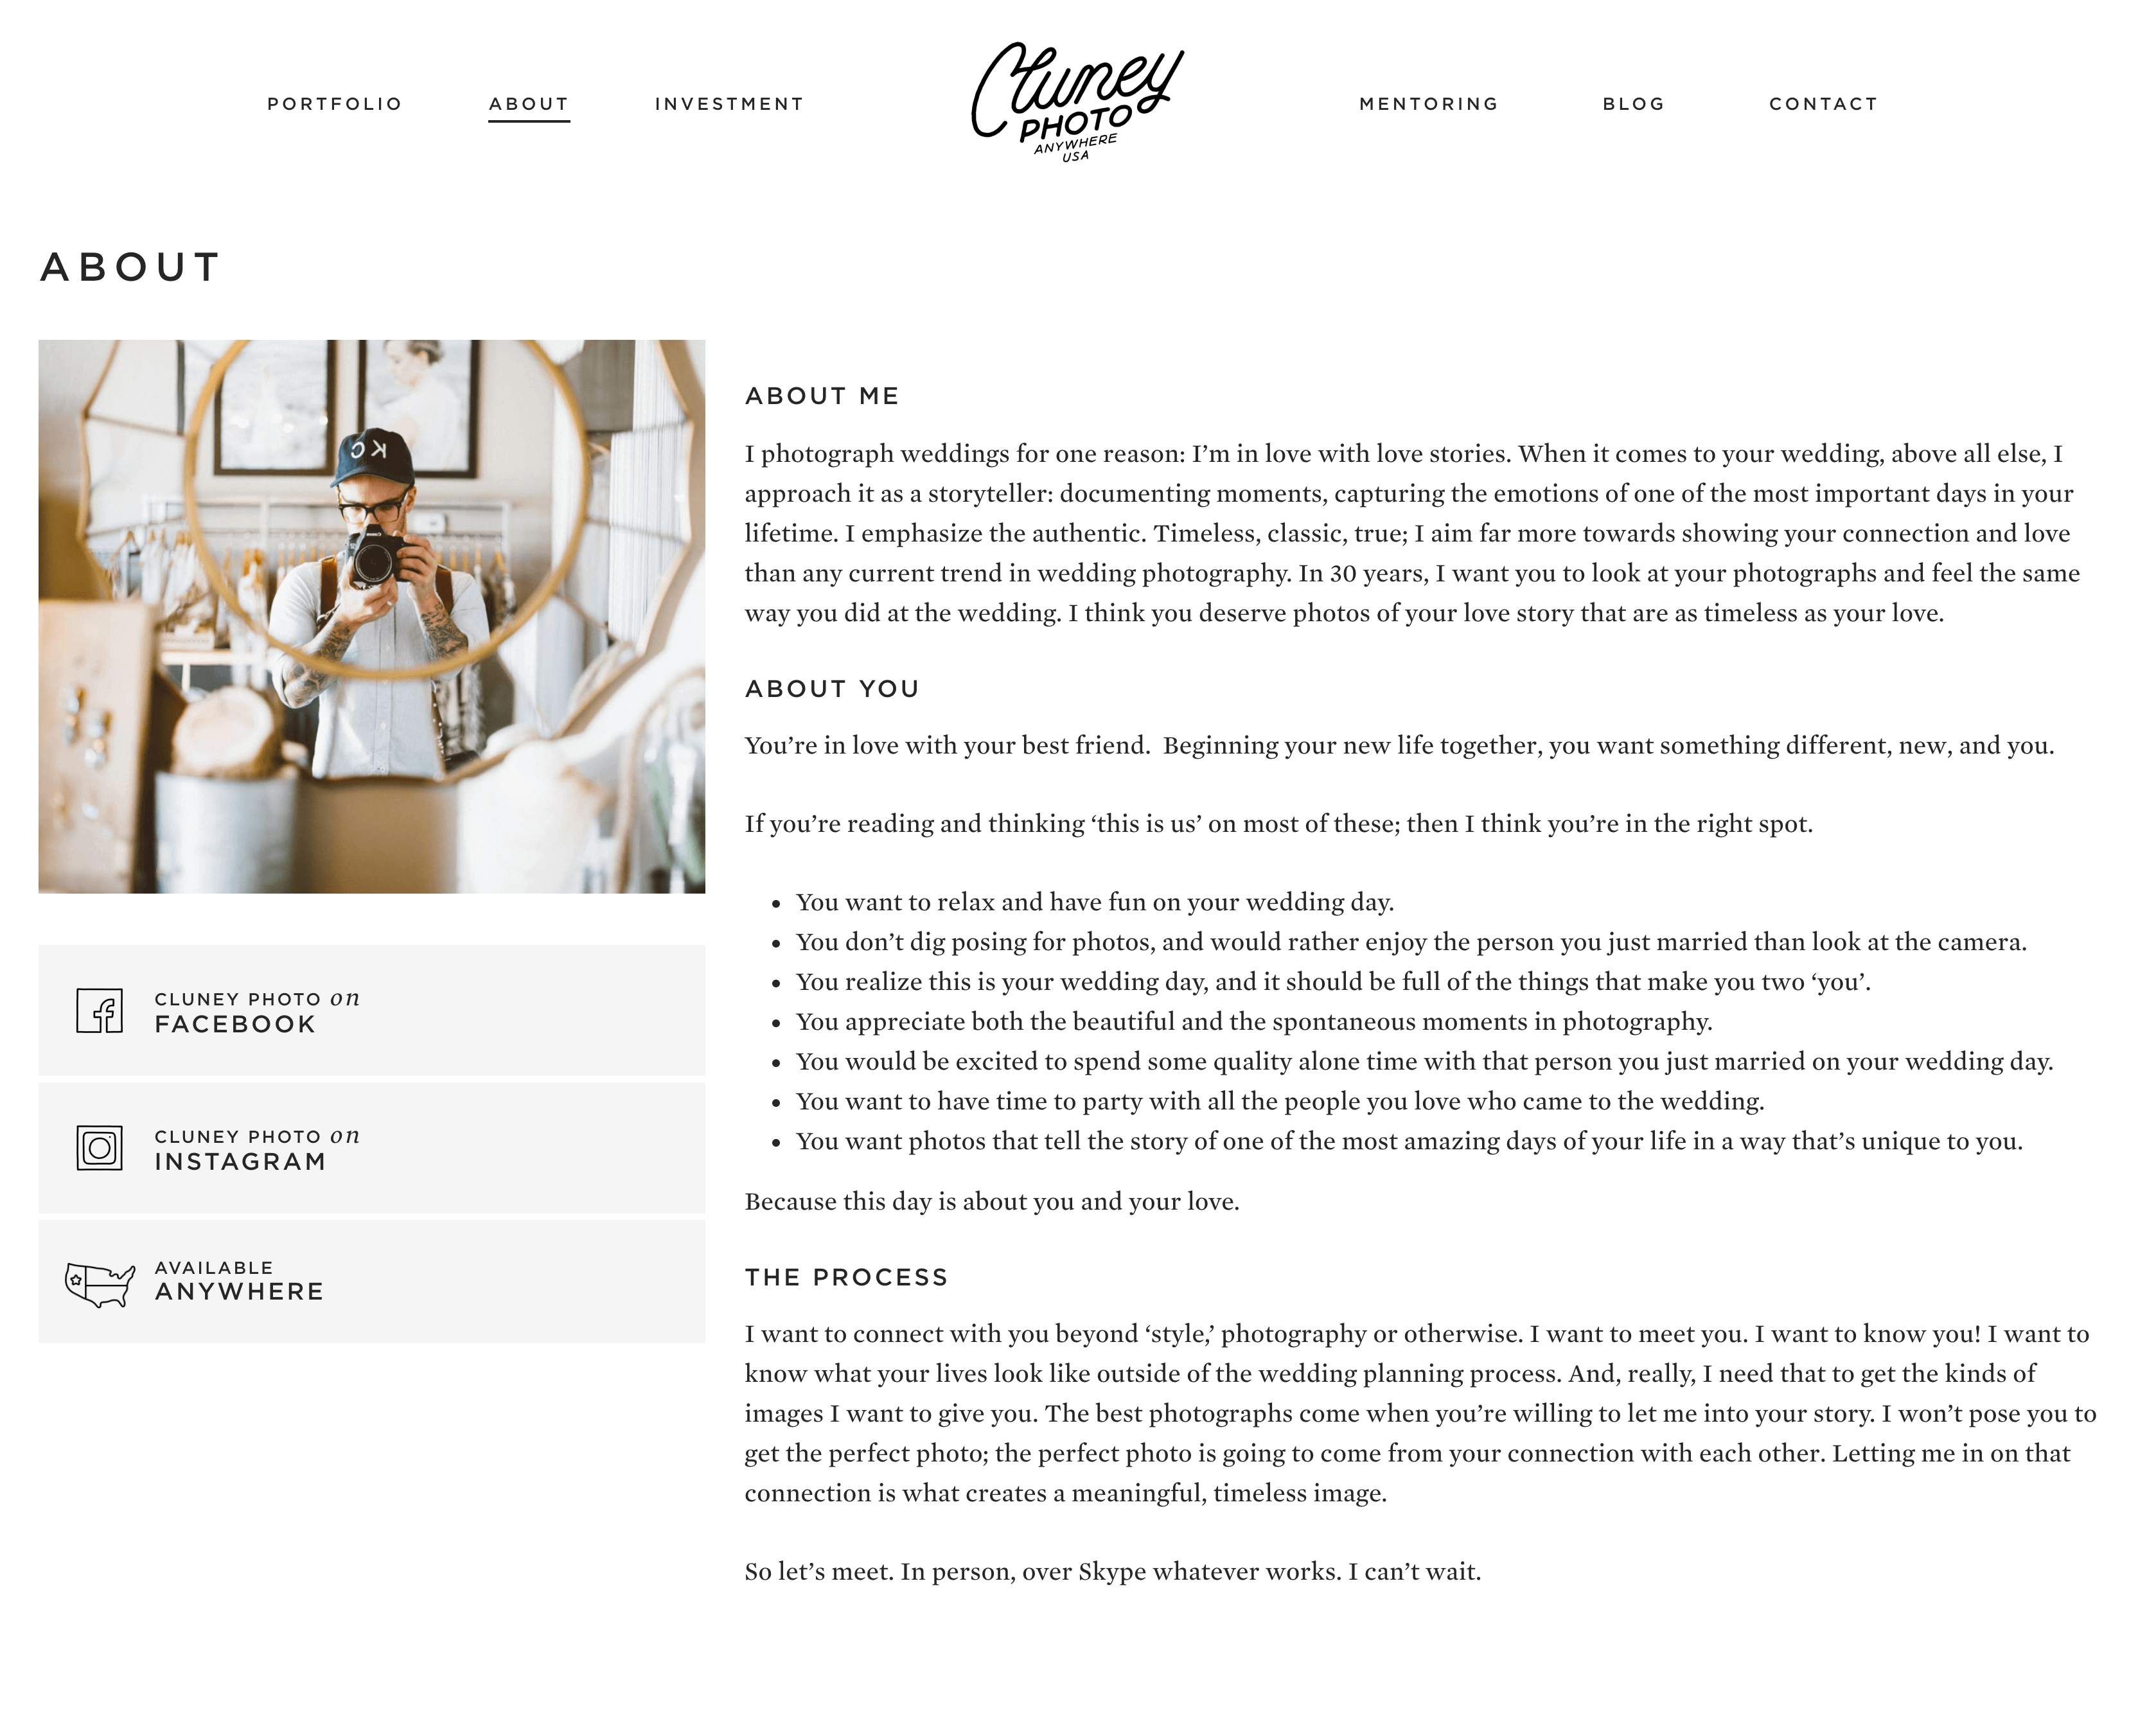 PORTFOLIO
ABOUT
INVESTMENT
Cluney
PHOTO
ANYWHERE
USA
MENTORING
BLOG
CONTACT
ABOUT
KC
CLUNEY PHOTO on
FACEBOOK
CLUNEY PHOTO on
INSTAGRAM
AVAILABLE
ANYWHERE
ABOUT ME
I photograph weddings for one reason: I’m in love with love stories. When it comes to your wedding, above all else, I
approach it as a storyteller: documenting moments, capturing the emotions of one of the most important days in your
lifetime. I emphasize the authentic. Timeless, classic, true; I aim far more towards showing your connection and love
than any current trend in wedding photography. In 30 years, I want you to look at your photographs and feel the same
way you did at the wedding. I think you deserve photos of your love story that are as timeless as your love.
ABOUT YOU
You’re in love with your best friend.  Beginning your new life together, you want something different, new, and you.
If you’re reading and thinking ‘this is us’ on most of these; then I think you’re in the right spot.
• You want to relax and have fun on your wedding day.
• You don’t dig posing for photos, and would rather enjoy the person you just married than look at the camera.
• You realize this is your wedding day, and it should be full of the things that make you two ‘you’.
• You appreciate both the beautiful and the spontaneous moments in photography.
• You would be excited to spend some quality alone time with that person you just married on your wedding day.
• You want to have time to party with all the people you love who came to the wedding.
• You want photos that tell the story of one of the most amazing days of your life in a way that’s unique to you.
Because this day is about you and your love.
THE PROCESS
I want to connect with you beyond ‘style,’ photography or otherwise. I want to meet you. I want to know you! I want to
know what your lives look like outside of the wedding planning process. And, really, I need that to get the kinds of
images I want to give you. The best photographs come when you’re willing to let me into your story. I won’t pose you to
get the perfect photo; the perfect photo is going to come from your connection with each other. Letting me in on that
connection is what creates a meaningful, timeless image.
So let’s meet. In person, over Skype whatever works. I can’t wait.